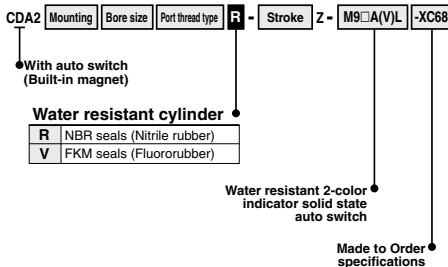 CDA2 Mounting Bore size Port thread type R - Stroke Z - M9□A(V)L -XC68
With auto switch
(Built-in magnet)
Water resistant cylinder
R NBR seals (Nitrile rubber)
V FKM seals (Fluororubber)
Water resistant 2-color
indicator solid state
auto switch
Made to Order
specifications